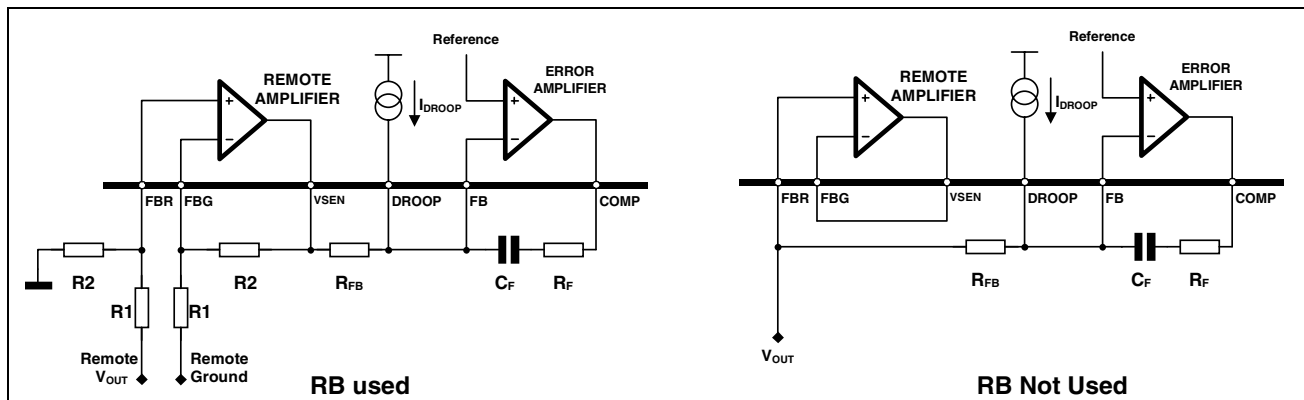 Reference
REMOTE
AMPLIFIER
ERROR
AMPLIFIER
IDROOP
+
−
+
−
FBR
FBG
VSEN
DROOP
FB
COMP
R2
R2
RFB
CF
RF
R1
R1
Remote
VOUT
Remote
Ground
RB used
Reference
REMOTE
AMPLIFIER
ERROR
AMPLIFIER
IDROOP
+
−
+
−
FBR
FBG
VSEN
DROOP
FB
COMP
RFB
CF
RF
VOUT
RB Not Used